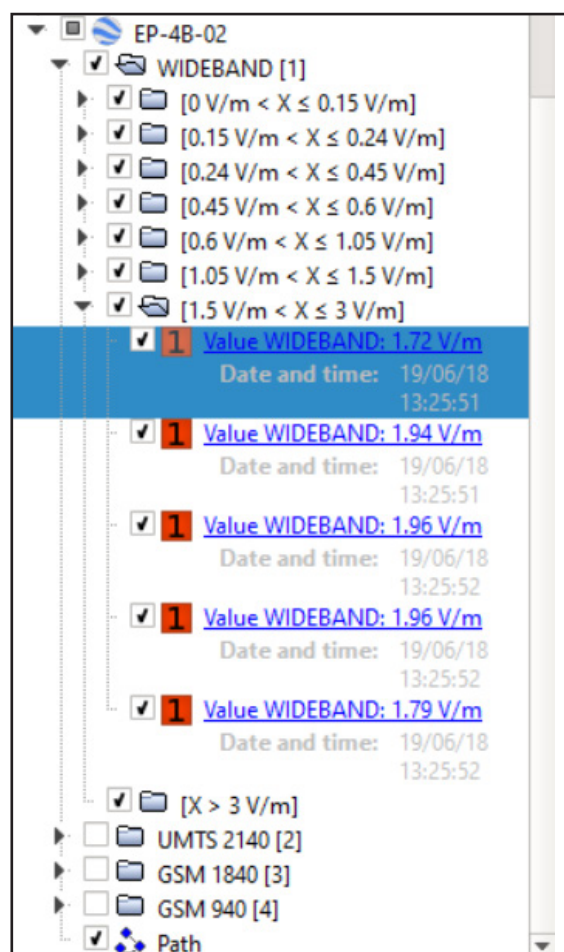 EP-4B-02
WIDEBAND [1]
[0 V/m < X ≤ 0.15 V/m]
[0.15 V/m < X ≤ 0.24 V/m]
[0.24 V/m < X ≤ 0.45 V/m]
[0.45 V/m < X ≤ 0.6 V/m]
[0.6 V/m < X ≤ 1.05 V/m]
[1.05 V/m < X ≤ 1.5 V/m]
[1.5 V/m < X ≤ 3 V/m]
1 Value WIDEBAND: 1.72 V/m
Date and time: 19/06/18
13:25:51
1 Value WIDEBAND: 1.94 V/m
Date and time: 19/06/18
13:25:51
1 Value WIDEBAND: 1.96 V/m
Date and time: 19/06/18
13:25:52
1 Value WIDEBAND: 1.96 V/m
Date and time: 19/06/18
13:25:52
1 Value WIDEBAND: 1.79 V/m
Date and time: 19/06/18
13:25:52
[X > 3 V/m]
UMTS 2140 [2]
GSM 1840 [3]
GSM 940 [4]
Path